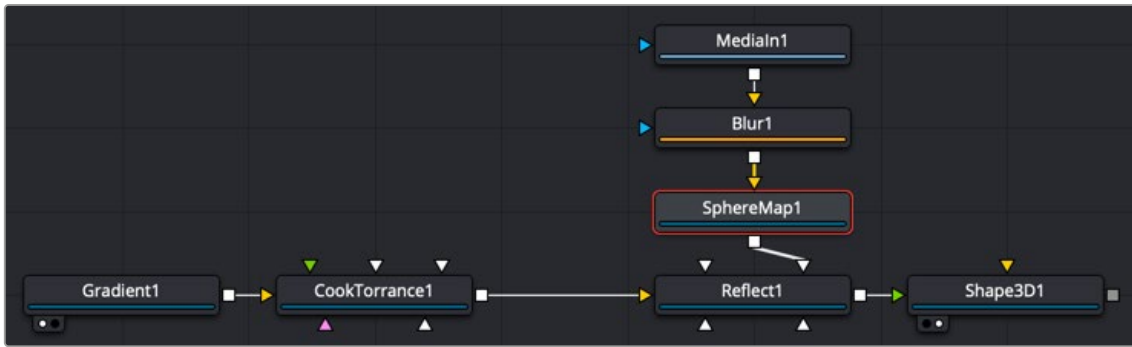 MediaIn1
Blur1
SphereMap1
Gradient1
CookTorrance1
Reflect1
Shape3D1